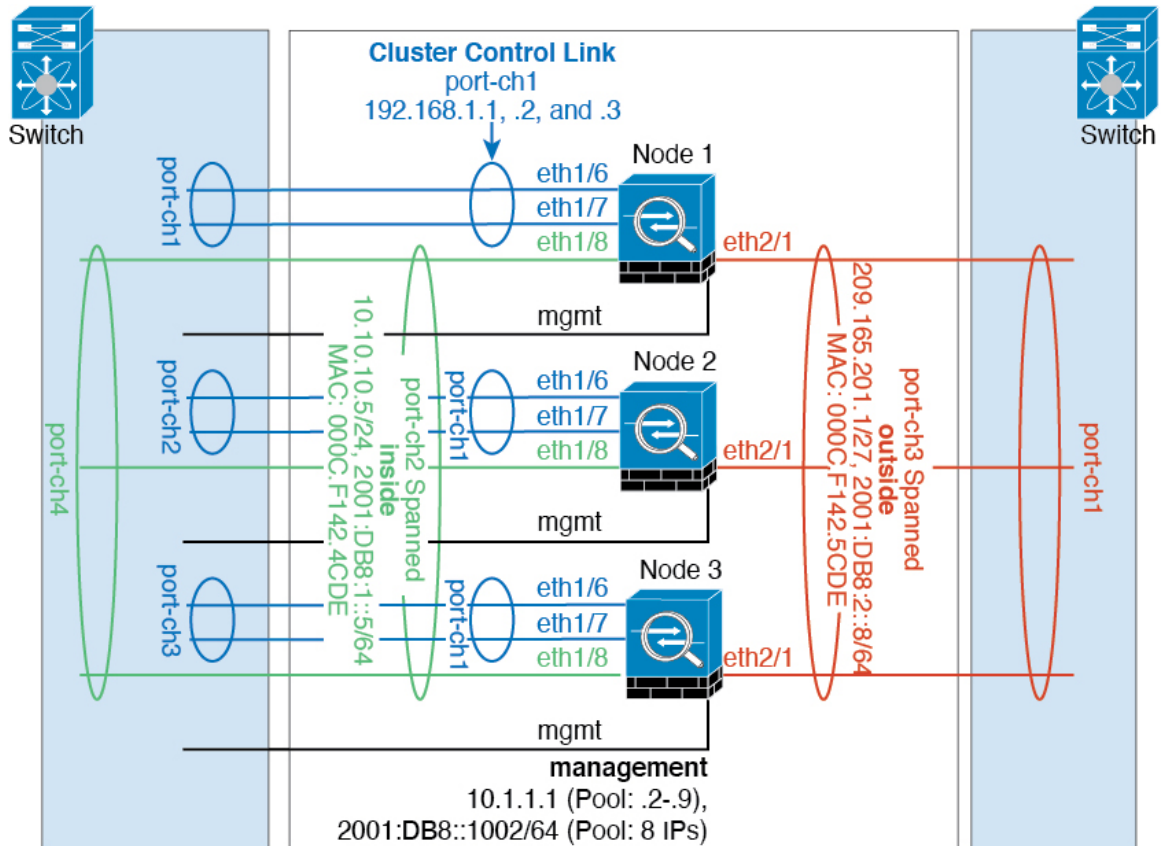 Switch
Switch
Cluster Control Link
port-ch1
192.168.1.1, .2, and .3
Node 1
port-ch1
eth1/6
eth1/7
eth1/8
eth2/1
mgmt
Node 2
port-ch2
port-ch1
eth1/6
eth1/7
eth1/8
eth2/1
mgmt
Node 3
port-ch3
port-ch1
eth1/6
eth1/7
eth1/8
eth2/1
mgmt
port-ch4
port-ch2 Spanned
inside
10.10.10.5/24, 2001:DB8:1::5/64
MAC: 000C.F142.4CDE
port-ch3 Spanned
outside
209.165.201.1/27, 2001:DB8:2::8/64
MAC: 000C.F142.5CDE
port-ch1
management
10.1.1.1 (Pool: .2-.9),
2001:DB8::1002/64 (Pool: 8 IPs)